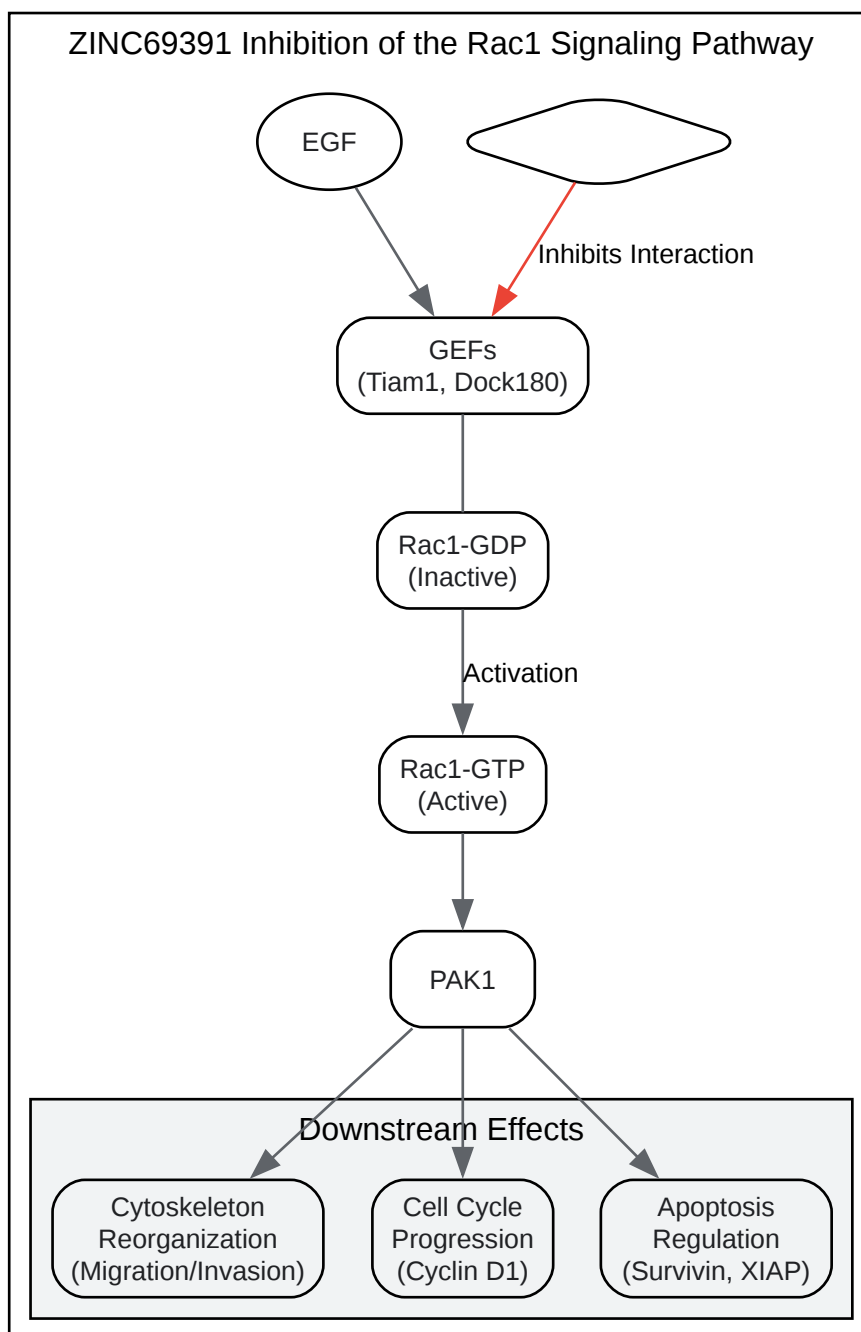 ZINC69391 Inhibition of the Rac1 Signaling Pathway
EGF
Inhibits Interaction
GEFs
(Tiam1, Dock180)
Rac1-GDP
(Inactive)
Activation
Rac1-GTP
(Active)
PAK1
Downstream Effects
Cytoskeleton
Reorganization
(Migration/Invasion)
Cell Cycle
Progression
(Cyclin D1)
Apoptosis
Regulation
(Survivin, XIAP)